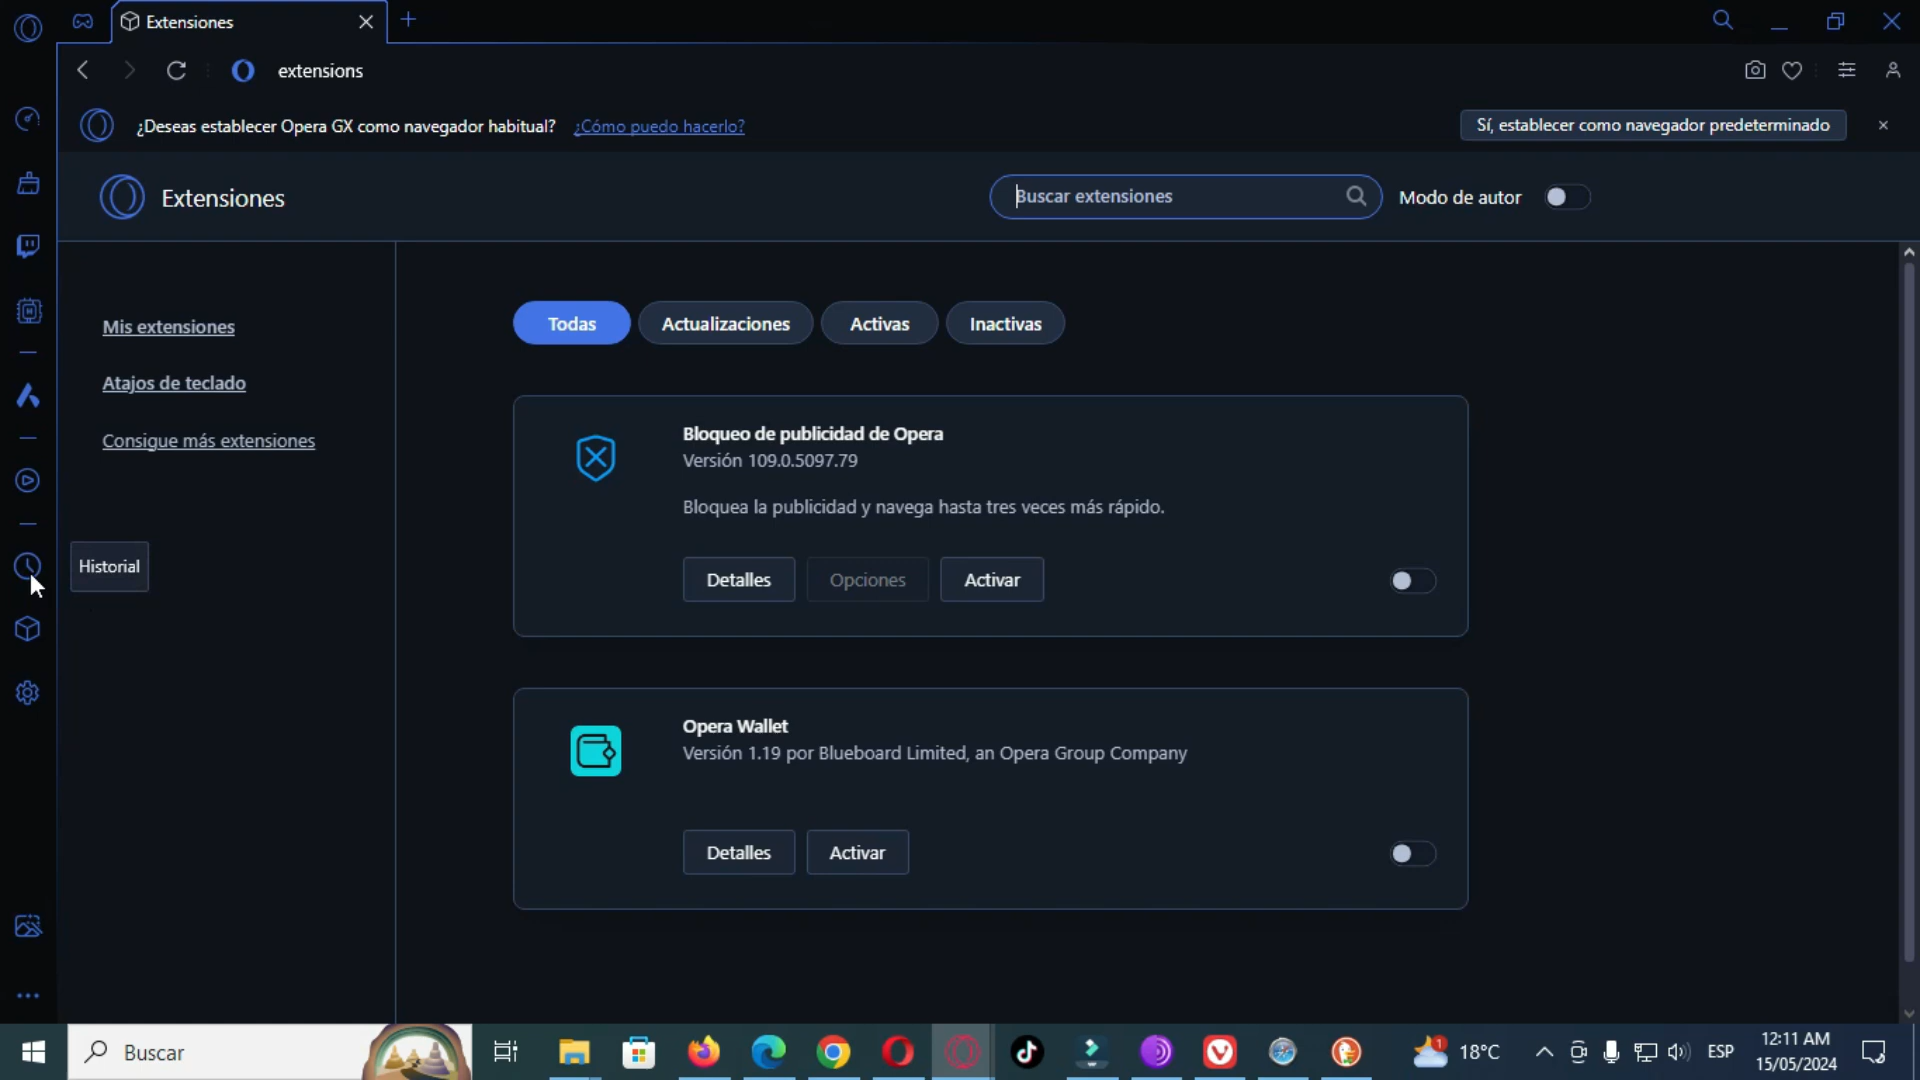 Extensiones
extensions
¿Deseas establecer Opera GX como navegador habitual? ¿Cómo puedo hacerlo?
Sí, establecer como navegador predeterminado
Extensiones
Buscar extensiones
Modo de autor
Mis extensiones
Atajos de teclado
Consigue más extensiones
Historial
Todas
Actualizaciones
Activas
Inactivas
Bloqueo de publicidad de Opera
Versión 109.0.5097.79
Bloquea la publicidad y navega hasta tres veces más rápido.
Detalles
Opciones
Activar
Opera Wallet
Versión 1.19 por Blueboard Limited, an Opera Group Company
Detalles
Activar
Buscar
1
18°C
ESP
12:11 AM
15/05/2024